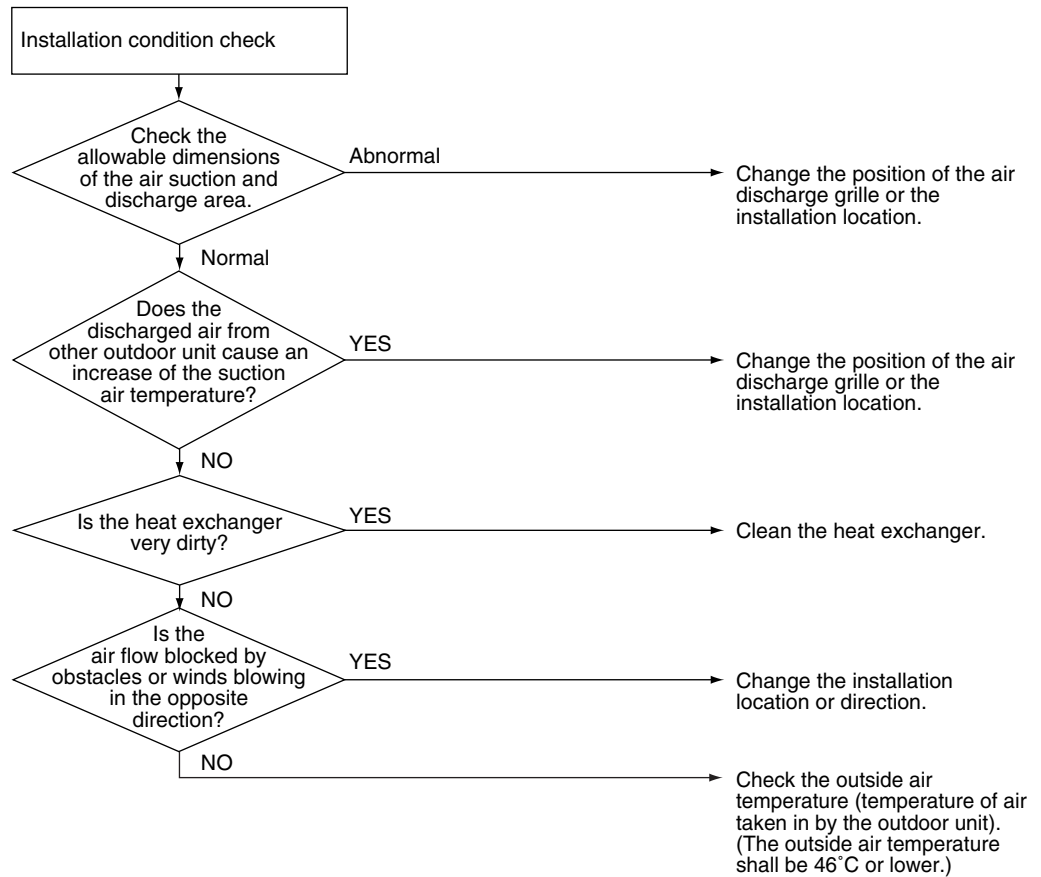 Installation condition check
Check the
allowable dimensions
of the air suction and
discharge area.
Abnormal
Change the position of the air
discharge grille or the
installation location.
Normal
Does the
discharged air from
other outdoor unit cause an
increase of the suction
air temperature?
YES
Change the position of the air
discharge grille or the
installation location.
NO
Is the heat exchanger
very dirty?
YES
Clean the heat exchanger.
NO
Is the
air flow blocked by
obstacles or winds blowing
in the opposite
direction?
YES
Change the installation
location or direction.
NO
Check the outside air
temperature (temperature of air
taken in by the outdoor unit).
(The outside air temperature
shall be 46˚C or lower.)